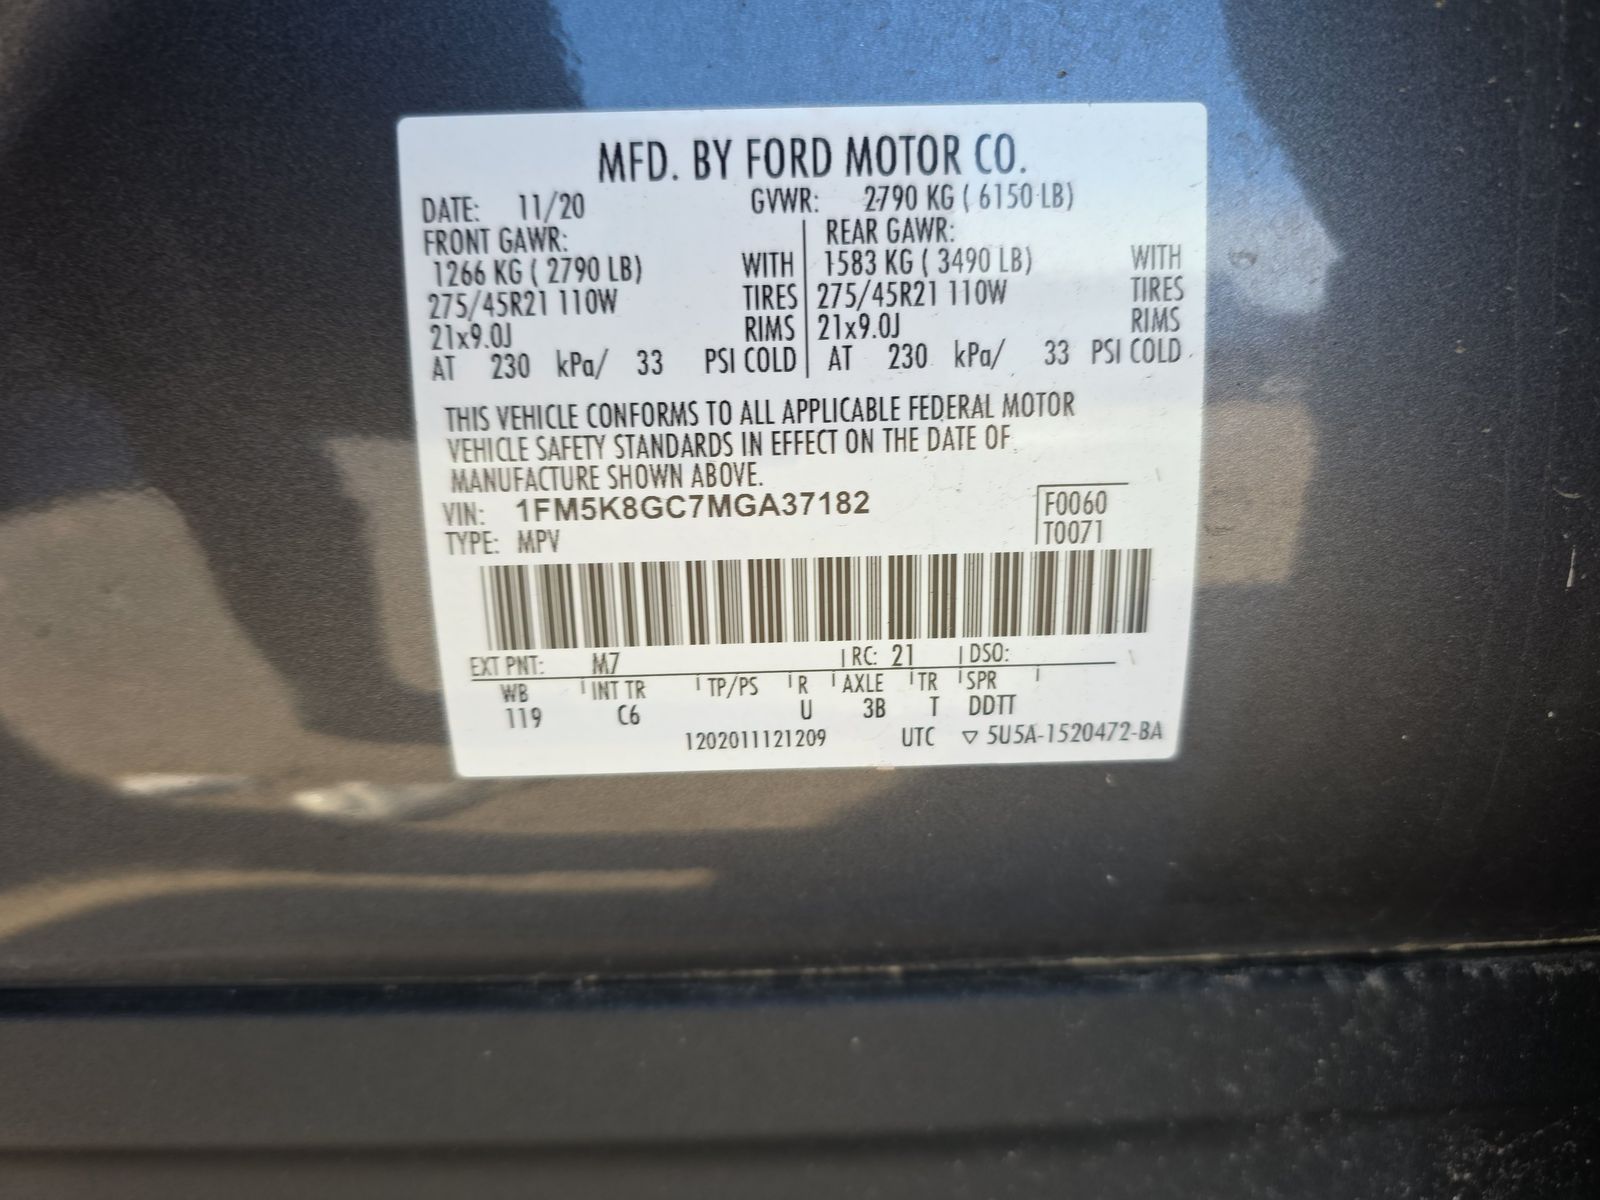 MFD. BY FORD MOTOR CO.
DATE: 11/20 GVWR: 2790 KG ( 6150 LB)
FRONT GAWR: REAR GAWR:
1266 KG ( 2790 LB) WITH 1583 KG ( 3490 LB) WITH
275/45R21 110W TIRES 275/45R21 110W TIRES
21x9.0J RIMS 21x9.0J RIMS
AT 230 kPa/ 33 PSI COLD AT 230 kPa/ 33 PSI COLD
THIS VEHICLE CONFORMS TO ALL APPLICABLE FEDERAL MOTOR
VEHICLE SAFETY STANDARDS IN EFFECT ON THE DATE OF
MANUFACTURE SHOWN ABOVE.
VIN: 1FM5K8GC7MGA37182 F0060
TYPE: MPV T0071
EXT PNT: M7 RC: 21 DSO:
WB INT TR TP/PS R AXLE TR SPR
119 C6 U 3B T DDTT
1202011121209 UTC ▽ 5U5A-1520472-BA